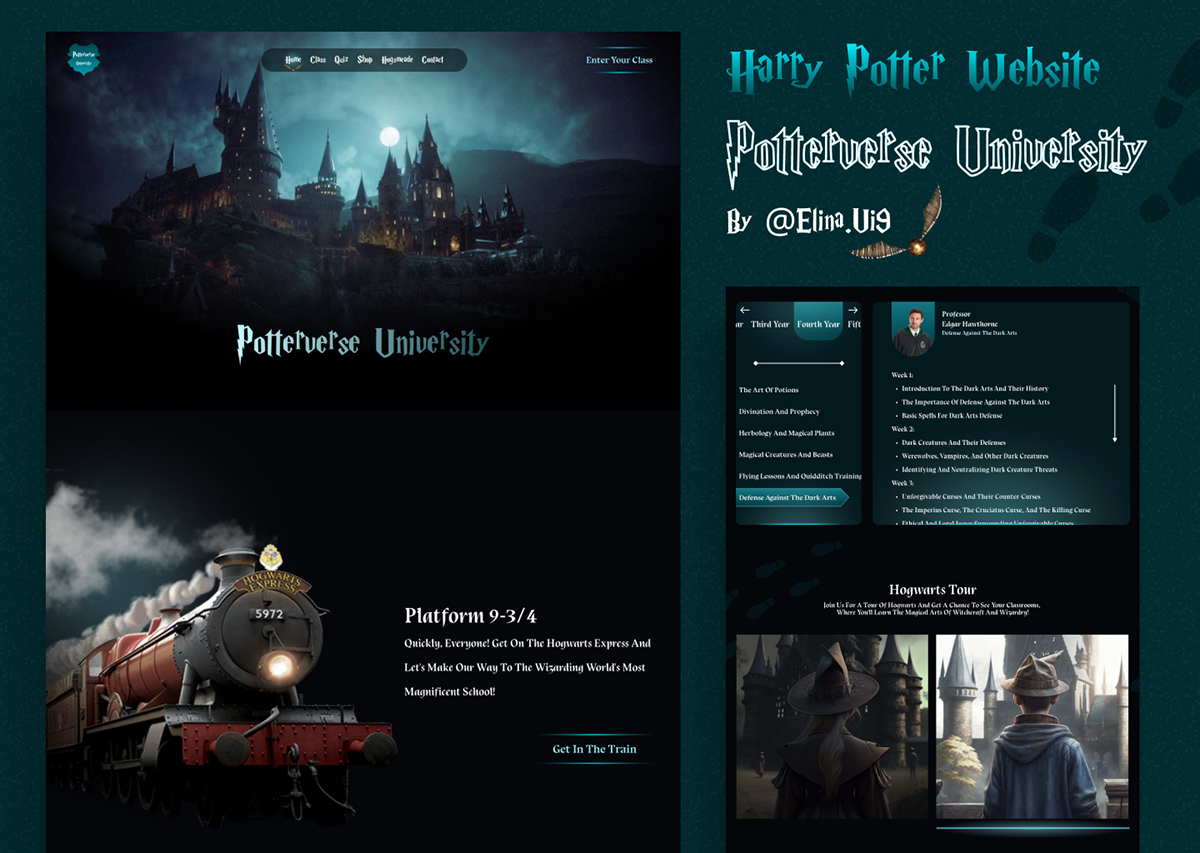 Potterverse
University
Home Class Quiz Shop Hogsmeade Contact
Enter Your Class
Potterverse University
HOGWARTS
EXPRESS
5972
Platform 9-3/4
Quickly, Everyone! Get On The Hogwarts Express And
Let's Make Our Way To The Wizarding World's Most
Magnificent School!
Get In The Train
Harry Potter Website
Potterverse University
By @Elina.Ui9
ar Third Year Fourth Year Fift
The Art Of Potions
Divination And Prophecy
Herbology And Magical Plants
Magical Creatures And Beasts
Flying Lessons And Quidditch Training
Defense Against The Dark Arts
Professor
Edgar Hawthorne
Defense Against The Dark Arts
Week 1:
• Introduction To The Dark Arts And Their History
• The Importance Of Defense Against The Dark Arts
• Basic Spells For Dark Arts Defense
Week 2:
• Dark Creatures And Their Defenses
• Werewolves, Vampires, And Other Dark Creatures
• Identifying And Neutralizing Dark Creature Threats
Week 3:
• Unforgivable Curses And Their Counter Curses
• The Imperius Curse, The Cruciatus Curse, And The Killing Curse
• Ethical And Legal Issues Surrounding Unforgivable Curses
Hogwarts Tour
Join Us For A Tour Of Hogwarts And Get A Chance To See Your Classrooms,
Where You'll Learn The Magical Arts Of Witchcraft And Wizardry!